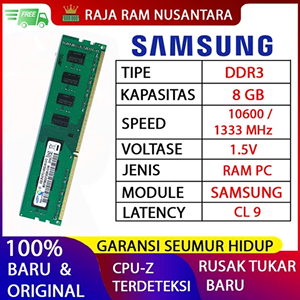 FREE
RAJA RAM NUSANTARA
SAMSUNG
TIPE DDR3
KAPASITAS 8 GB
SPEED 10600 /
1333 MHz
VOLTASE 1.5V
JENIS RAM PC
MODULE SAMSUNG
LATENCY CL 9
GARANSI SEUMUR HIDUP
100%
BARU &
ORIGINAL
CPU-Z
TERDETEKSI
RUSAK TUKAR
BARU